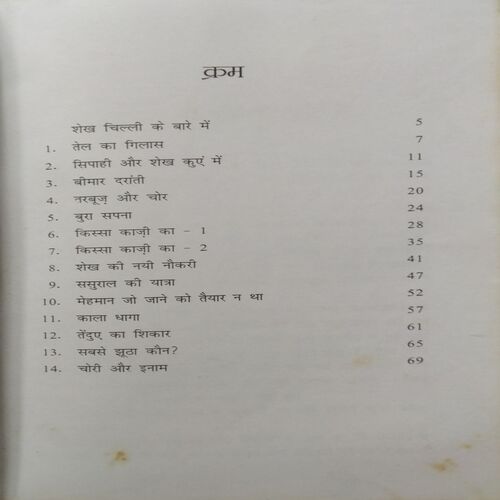 क्रम
शेख चिल्ली के बारे में 5
1. तेल का गिलास 7
2. सिपाही और शेख कुएं में 11
3. बीमार दरांती 15
4. तरबूज़ और चोर 20
5. बुरा सपना 24
6. किस्सा काज़ी का - 1 28
7. किस्सा काज़ी का - 2 35
8. शेख की नयी नौकरी 41
9. ससुराल की यात्रा 47
10. मेहमान जो जाने को तैयार न था 52
11. काला धागा 57
12. तेंदुए का शिकार 61
13. सबसे झूठा कौन? 65
14. चोरी और इनाम 69